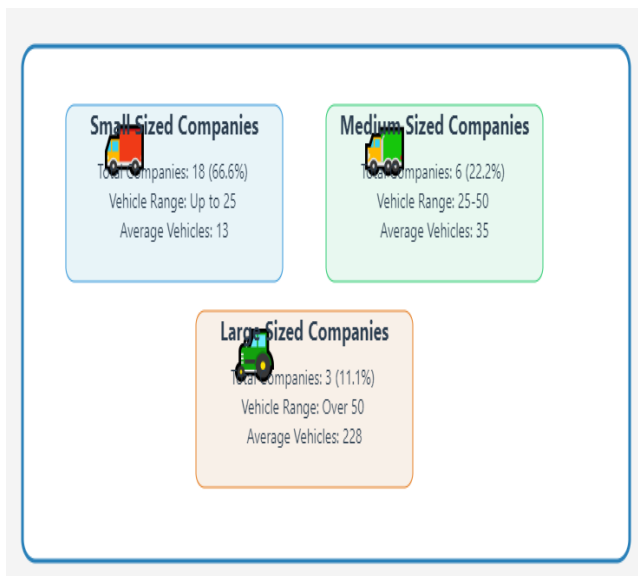 Small Sized Companies
Total Companies: 18 (66.6%)
Vehicle Range: Up to 25
Average Vehicles: 13
Medium Sized Companies
Total Companies: 6 (22.2%)
Vehicle Range: 25-50
Average Vehicles: 35
Large Sized Companies
Total Companies: 3 (11.1%)
Vehicle Range: Over 50
Average Vehicles: 228